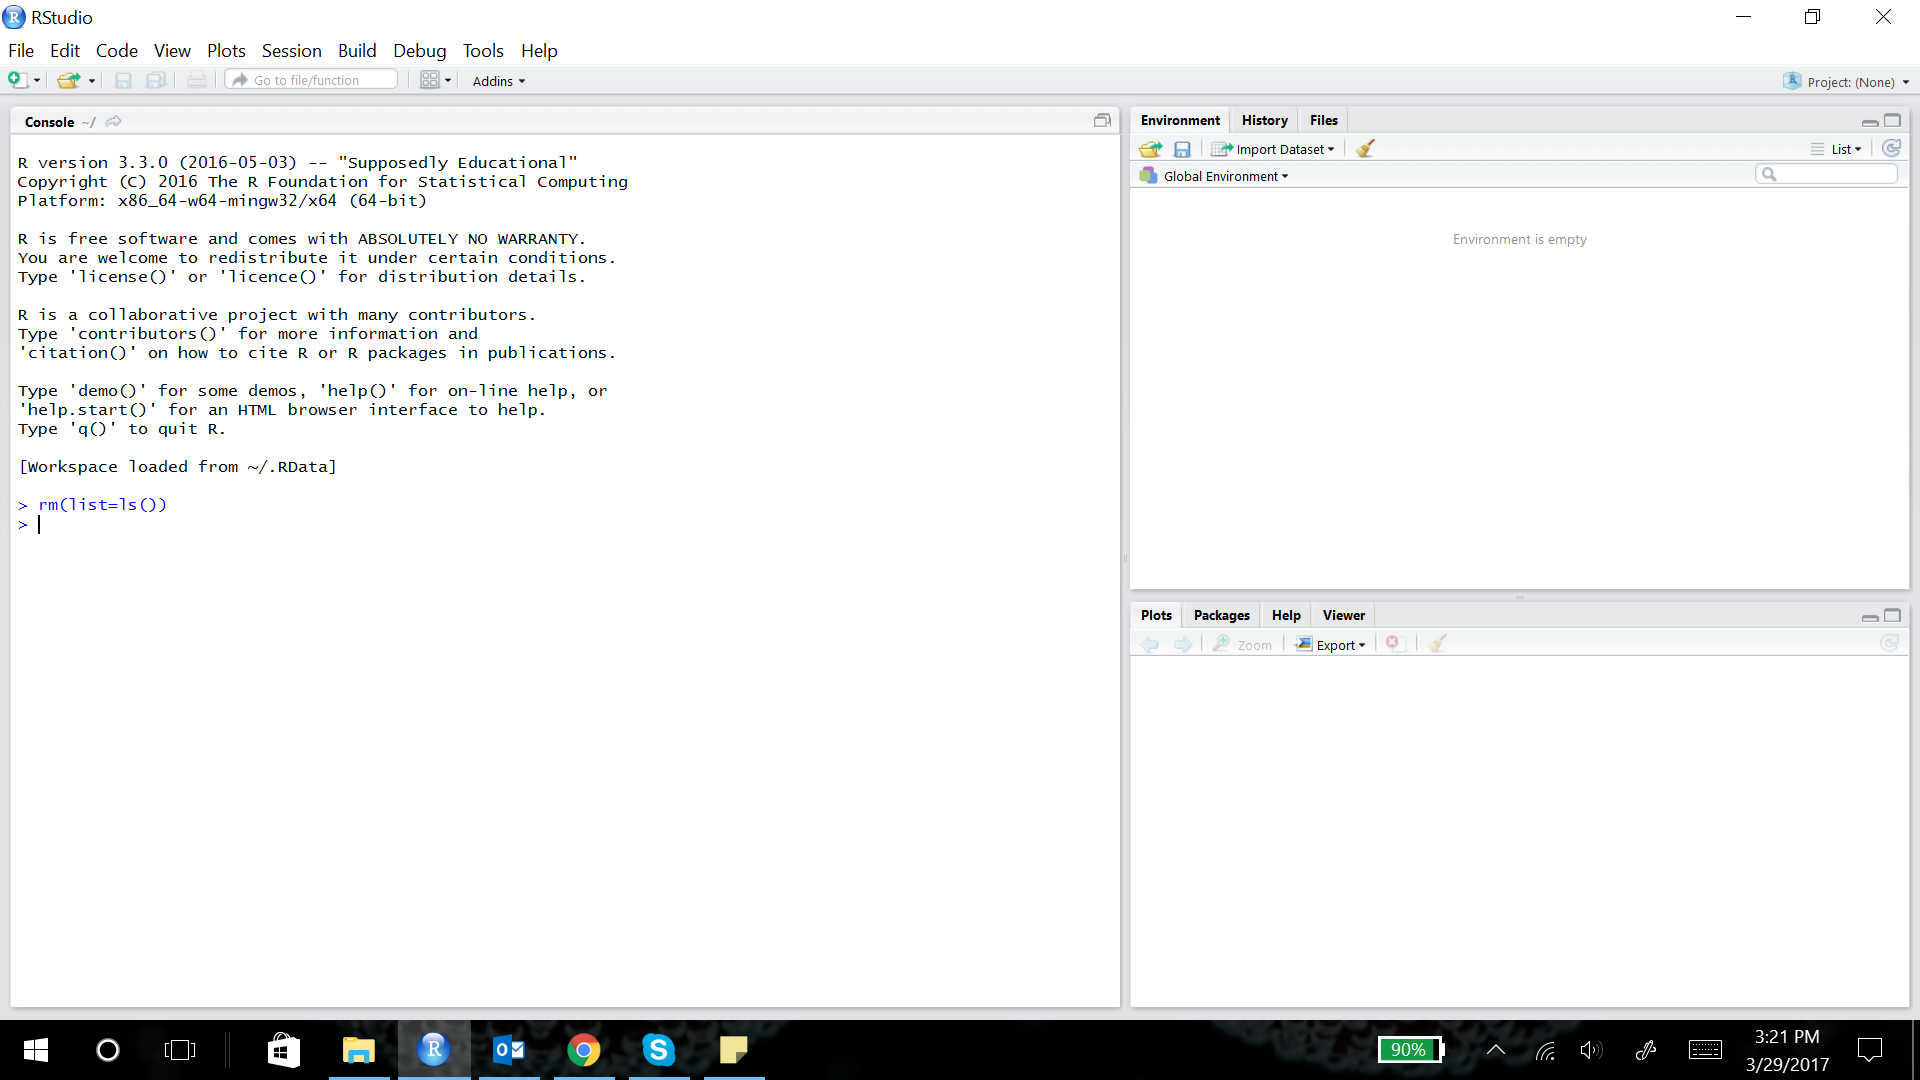 RStudio
File Edit Code View Plots Session Build Debug Tools Help
Go to file/function Addins Project: (None)
Console ~/
R version 3.3.0 (2016-05-03) -- "Supposedly Educational"
Copyright (C) 2016 The R Foundation for Statistical Computing
Platform: x86_64-w64-mingw32/x64 (64-bit)
R is free software and comes with ABSOLUTELY NO WARRANTY.
You are welcome to redistribute it under certain conditions.
Type 'license()' or 'licence()' for distribution details.
R is a collaborative project with many contributors.
Type 'contributors()' for more information and
'citation()' on how to cite R or R packages in publications.
Type 'demo()' for some demos, 'help()' for on-line help, or
'help.start()' for an HTML browser interface to help.
Type 'q()' to quit R.
[Workspace loaded from ~/.RData]
> rm(list=ls())
>
Environment History Files
Import Dataset List
Global Environment
Environment is empty
Plots Packages Help Viewer
Zoom Export
90%
3:21 PM
3/29/2017